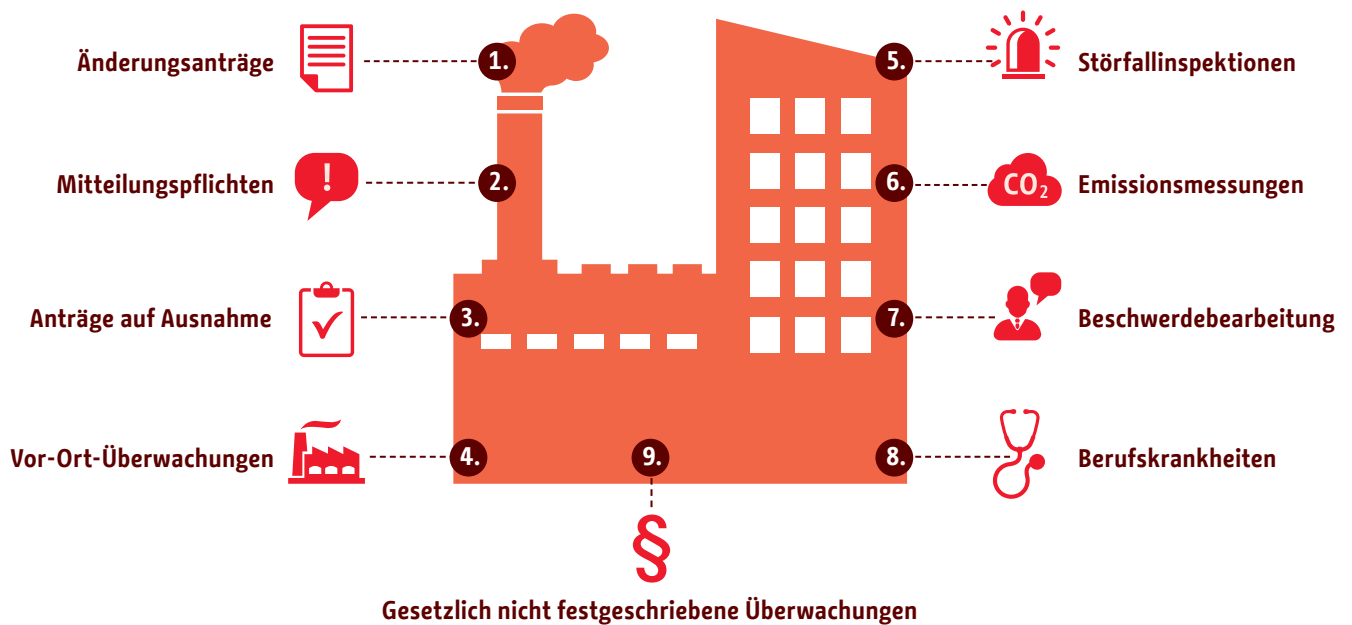 Änderungsanträge
1.
Mitteilungspflichten
!
2.
Anträge auf Ausnahme
3.
Vor-Ort-Überwachungen
4.
5.
Störfallinspektionen
6.
CO₂
Emissionsmessungen
7.
Beschwerdebearbeitung
8.
Berufskrankheiten
9.
§
Gesetzlich nicht festgeschriebene Überwachungen